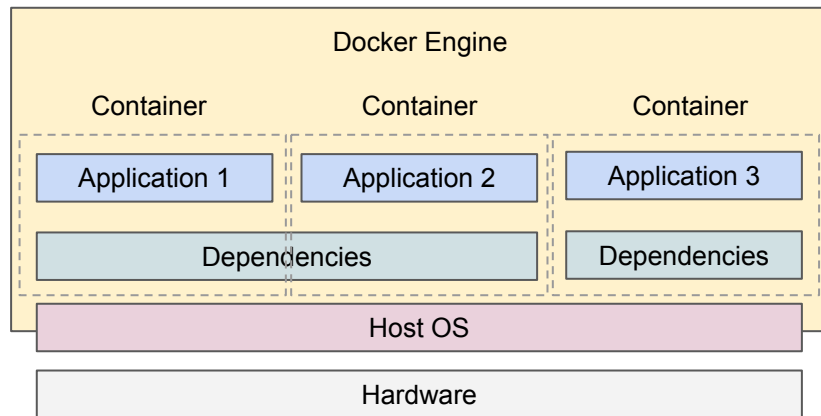 Docker Engine
Container Container Container
Application 1 Application 2 Application 3
Dependencies Dependencies
Host OS
Hardware